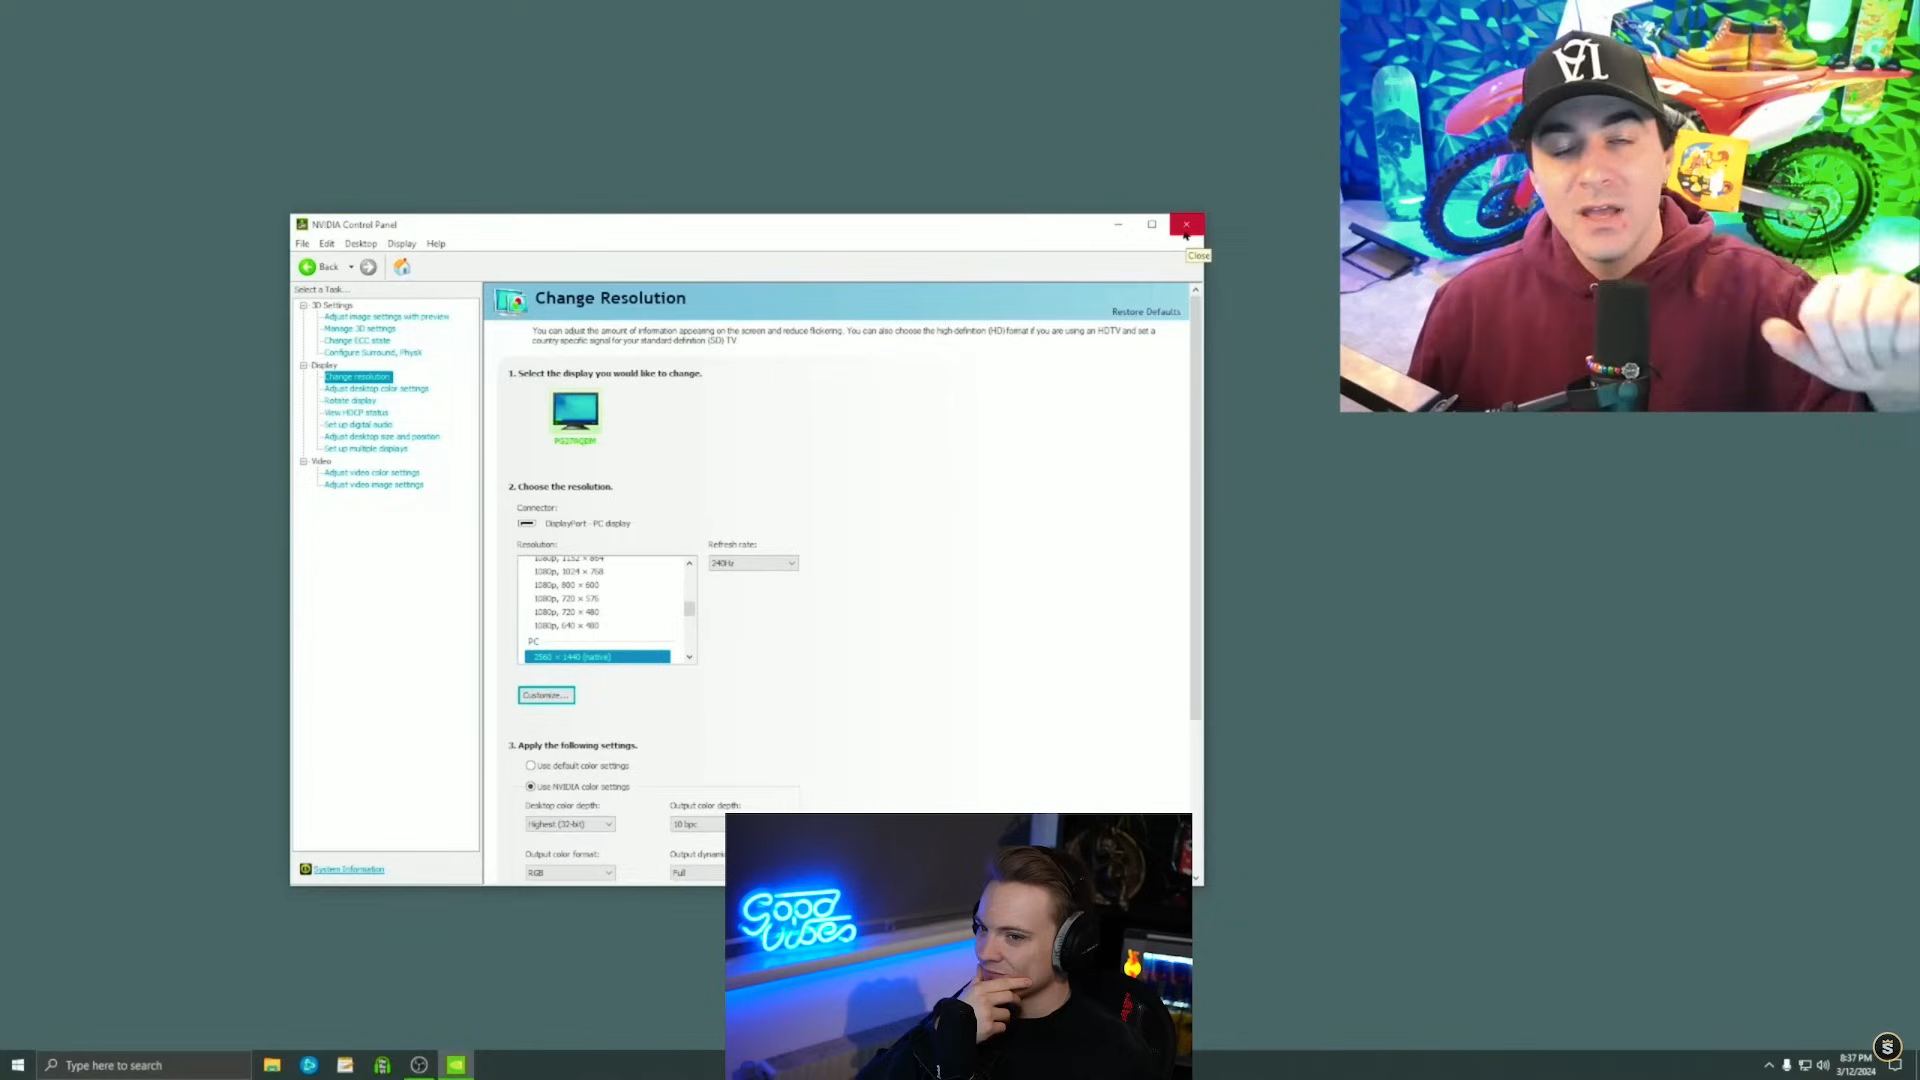 NVIDIA Control Panel
File Edit Desktop Display Help
Close
Back
Select a Task...
3D Settings
Adjust image settings with preview
Manage 3D settings
Change ECC state
Configure Surround, PhysX
Display
Change resolution
Adjust desktop color settings
Rotate display
View HDCP status
Set up digital audio
Adjust desktop size and position
Set up multiple displays
Video
Adjust video color settings
Adjust video image settings
System Information
Change Resolution
Restore Defaults
You can adjust the amount of information appearing on the screen and reduce flickering. You can also choose the high-definition (HD) format if you are using an HDTV and set a
country specific signal for your standard definition (SD) TV.
1. Select the display you would like to change.
PG27AQDM
2. Choose the resolution.
Connector:
DisplayPort - PC display
Resolution:
Refresh rate:
1080p, 1152 × 864
240Hz
1080p, 1024 × 768
1080p, 800 × 600
1080p, 720 × 576
1080p, 720 × 480
1080p, 640 × 480
PC
2560 × 1440 (native)
Customize...
3. Apply the following settings.
Use default color settings
Use NVIDIA color settings
Desktop color depth:
Output color depth:
Highest (32-bit)
10 bpc
Output color format:
Output dynami
RGB
Full
Good
Vibes
Type here to search
8:37 PM
3/12/2024
S